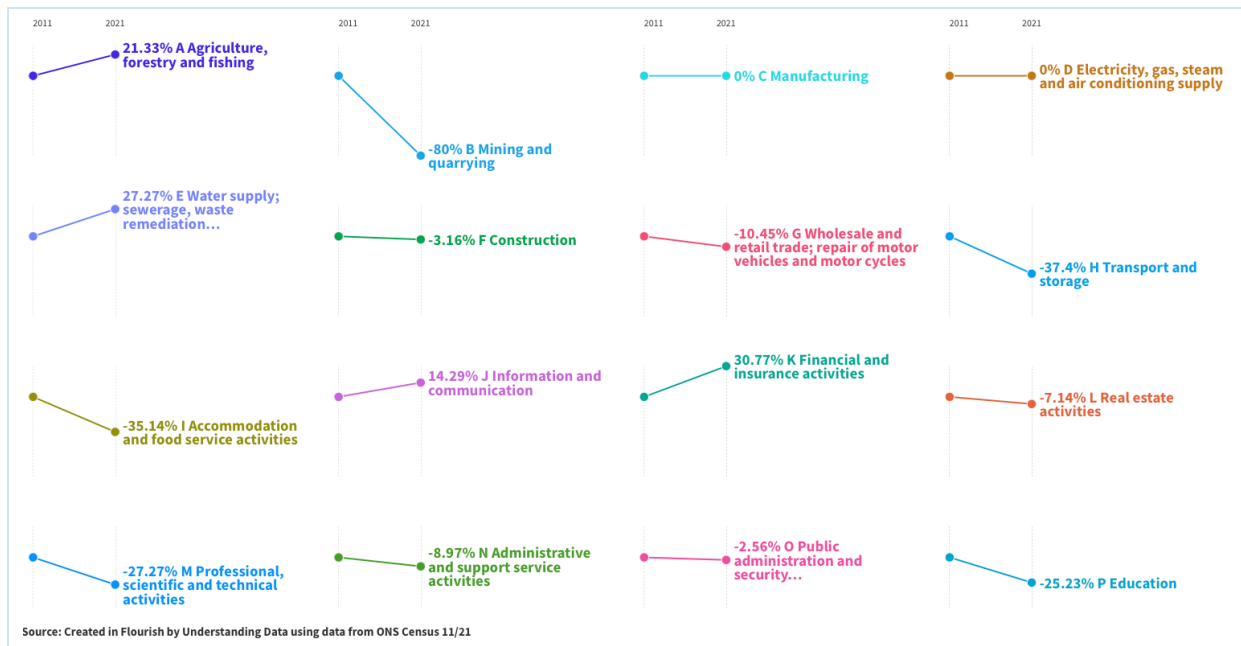 2011 2021 2011 2021 2011 2021 2011 2021
21.33% A Agriculture,
forestry and fishing
-80% B Mining and
quarrying
0% C Manufacturing
0% D Electricity, gas, steam
and air conditioning supply
27.27% E Water supply;
sewerage, waste
remediation…
-3.16% F Construction
-10.45% G Wholesale and
retail trade; repair of motor
vehicles and motor cycles
-37.4% H Transport and
storage
-35.14% I Accommodation
and food service activities
14.29% J Information and
communication
30.77% K Financial and
insurance activities
-7.14% L Real estate
activities
-27.27% M Professional,
scientific and technical
activities
-8.97% N Administrative
and support service
activities
-2.56% O Public
administration and
security…
-25.23% P Education
Source: Created in Flourish by Understanding Data using data from ONS Census 11/21